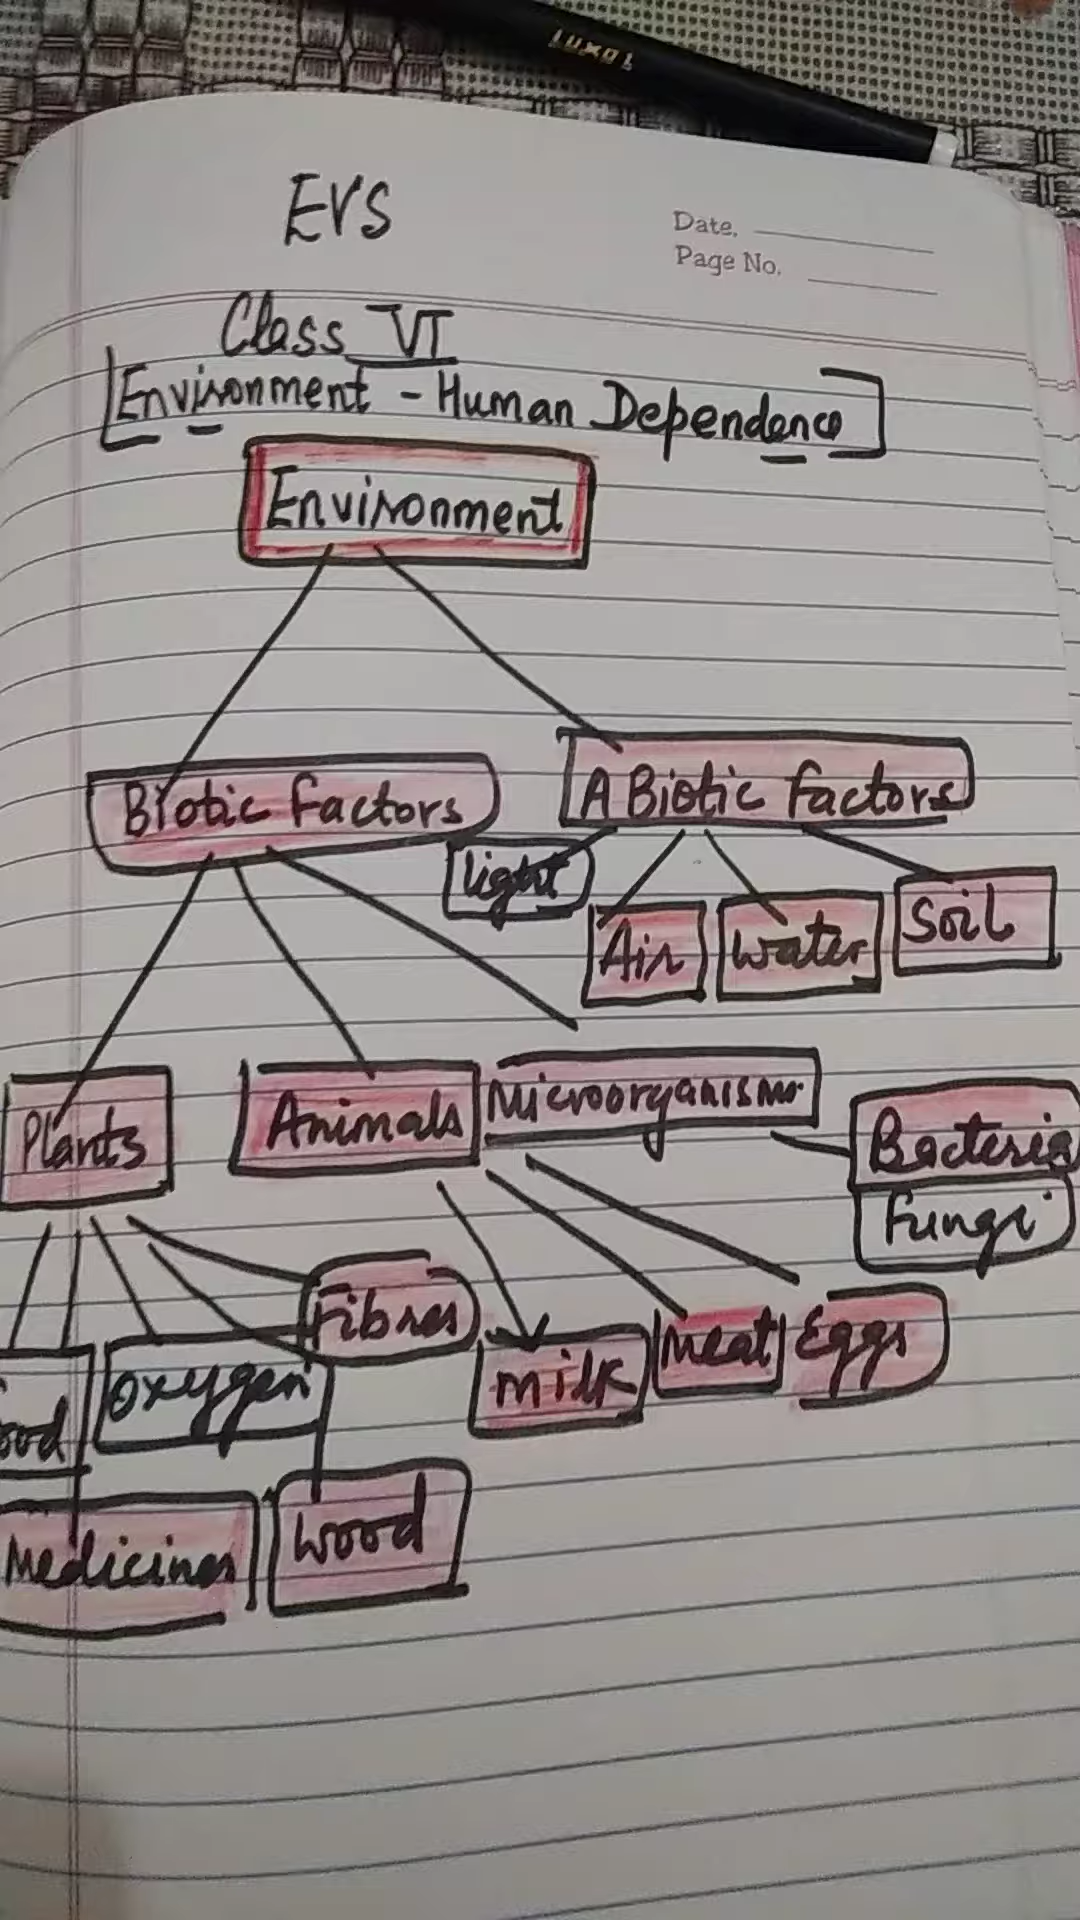 LUXOR
EVS
Date.
Page No.
Class VI
Environment - Human Dependence
Environment
Biotic Factors
A Biotic Factors
light
Air
Water
Soil
Plants
Animals
Microorganisms
Bacteria
Fungi
Fibres
Oxygen
Milk
Meat
Eggs
Medicines
Wood